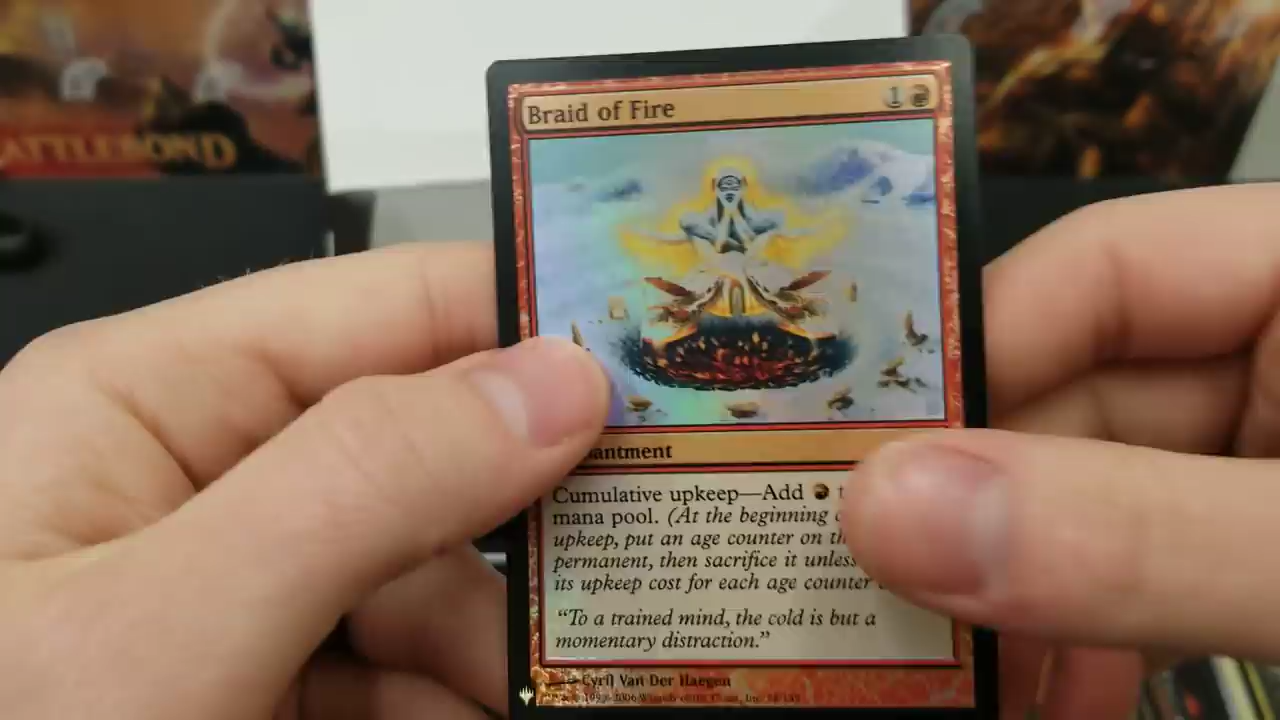 ATTLEBOND
Braid of Fire 1
antment
Cumulative upkeep—Add
mana pool. (At the beginning
upkeep, put an age counter on th
permanent, then sacrifice it unless
its upkeep cost for each age counter
“To a trained mind, the cold is but a
momentary distraction.”
Cyril Van Der Haegen